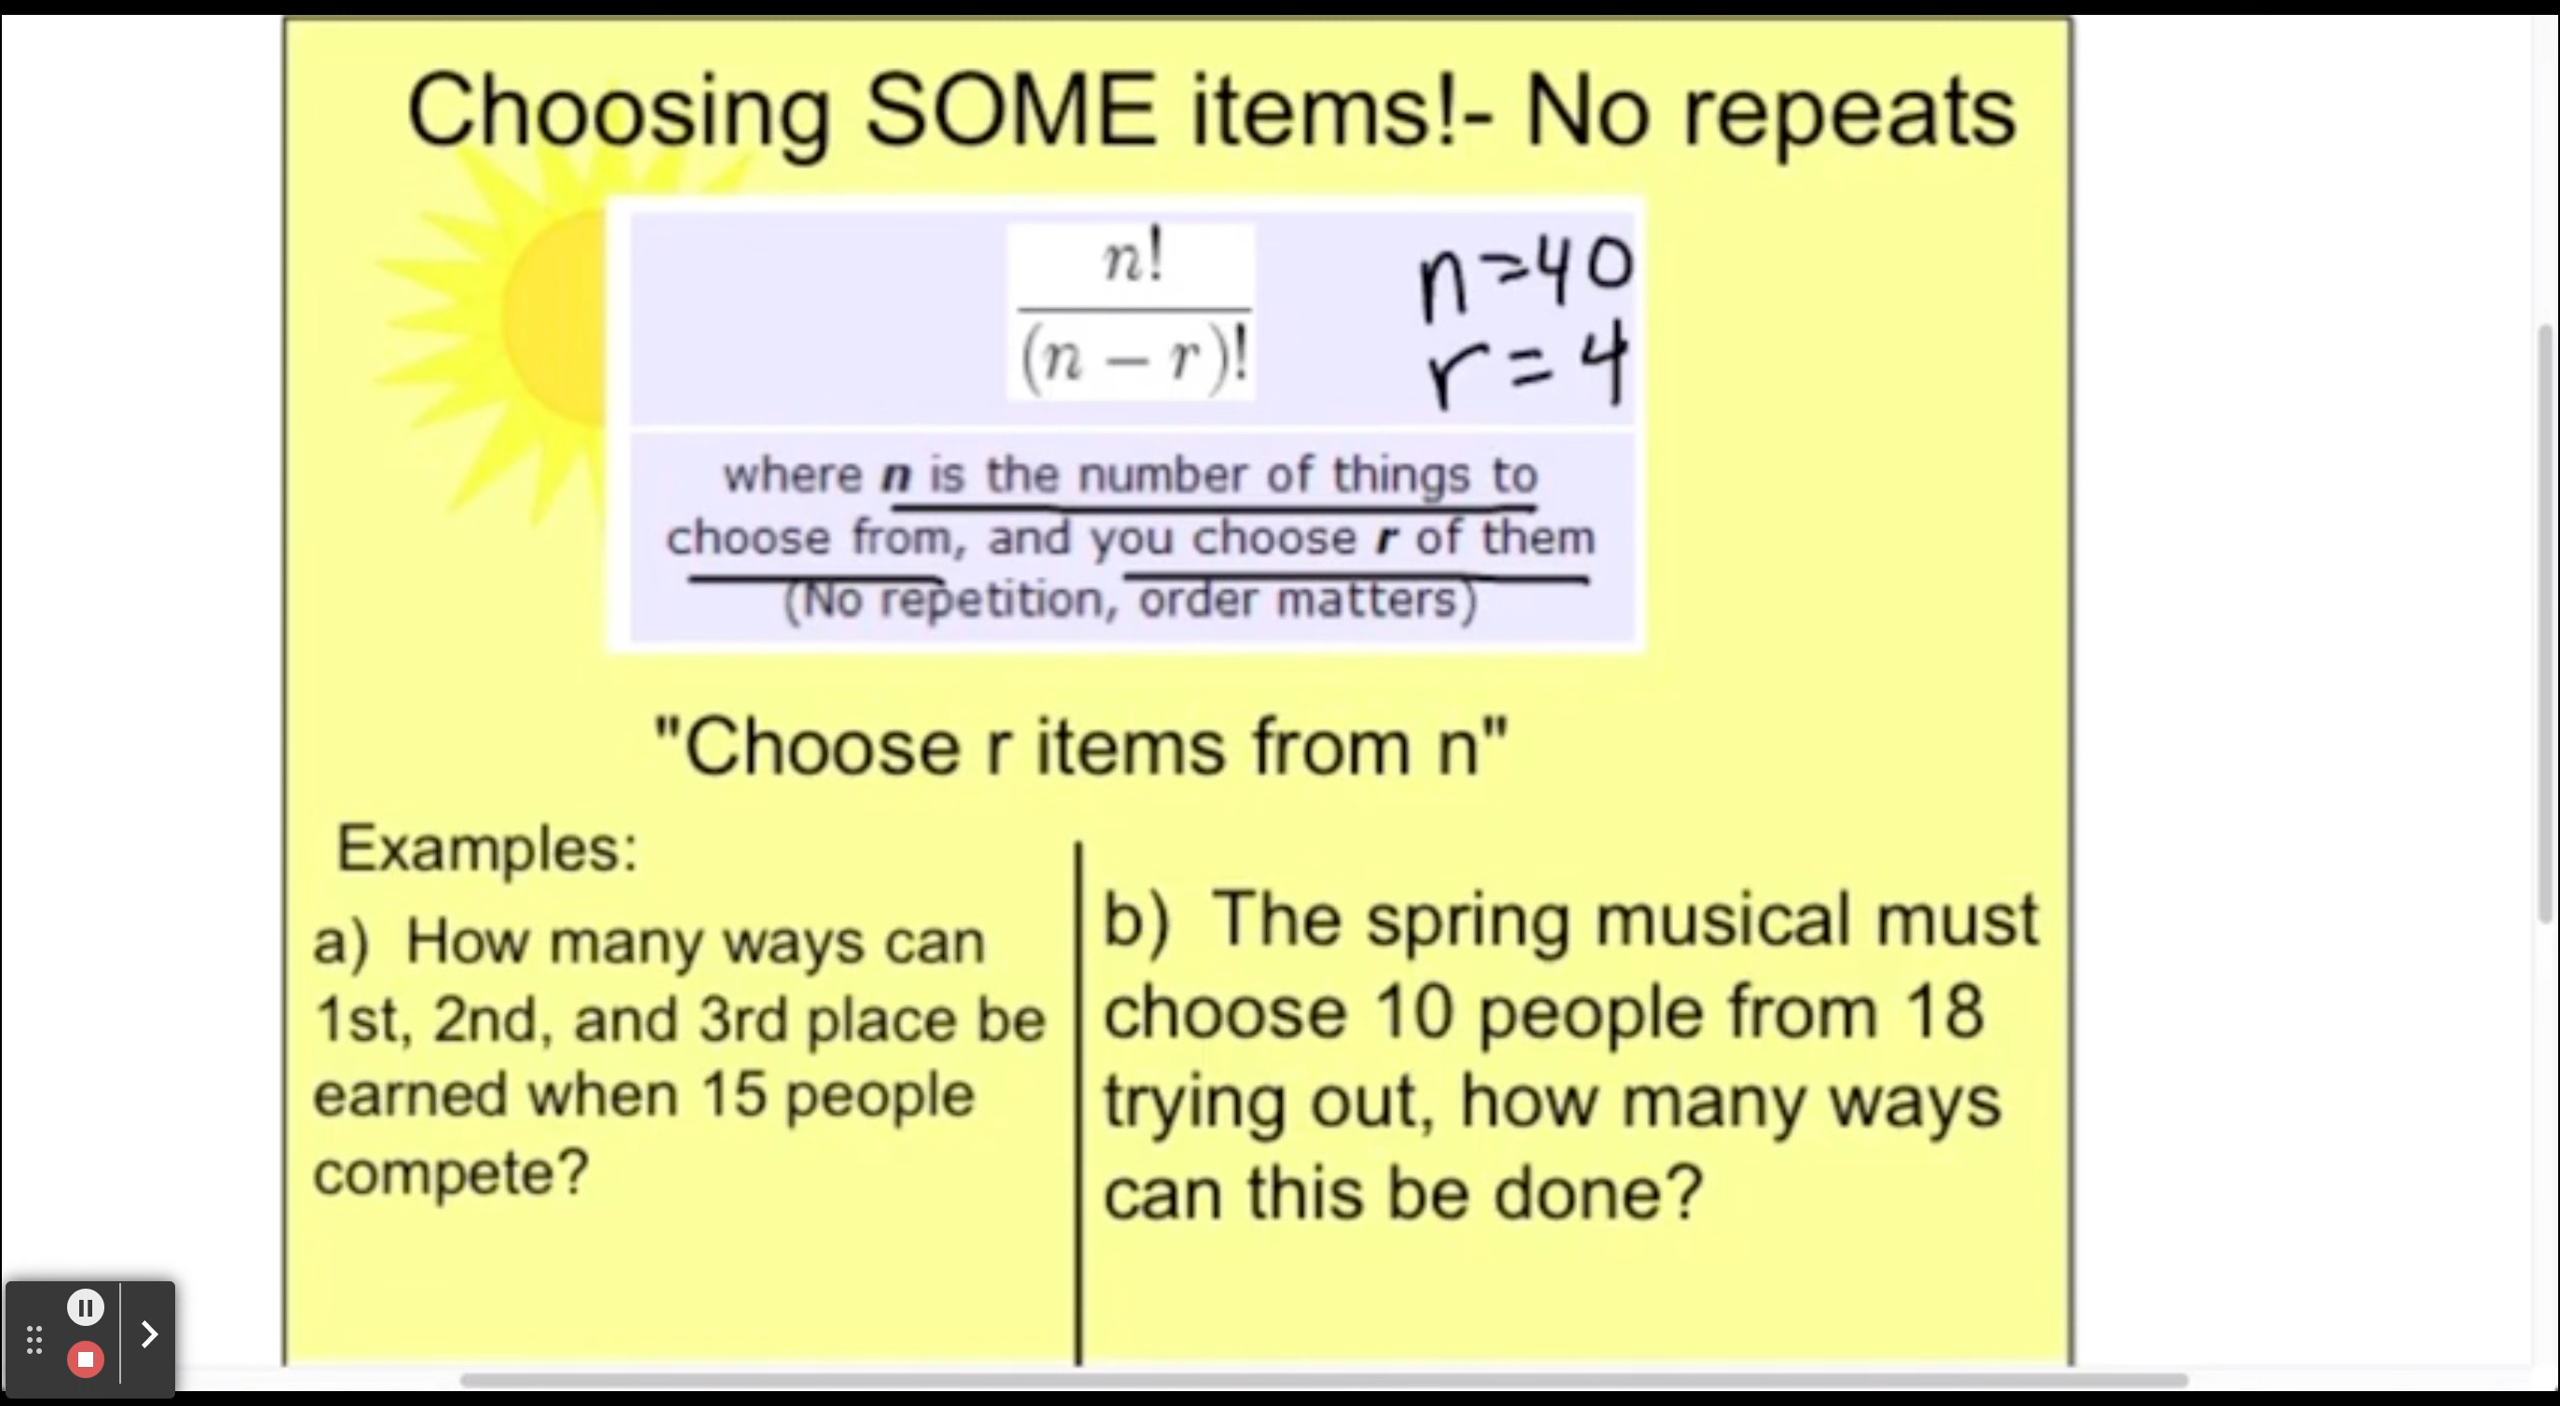 Choosing SOME items!- No repeats
n!
(n − r)!
n=40
r=4
where n is the number of things to
choose from, and you choose r of them
(No repetition, order matters)
"Choose r items from n"
Examples:
a) How many ways can
1st, 2nd, and 3rd place be
earned when 15 people
compete?
b) The spring musical must
choose 10 people from 18
trying out, how many ways
can this be done?